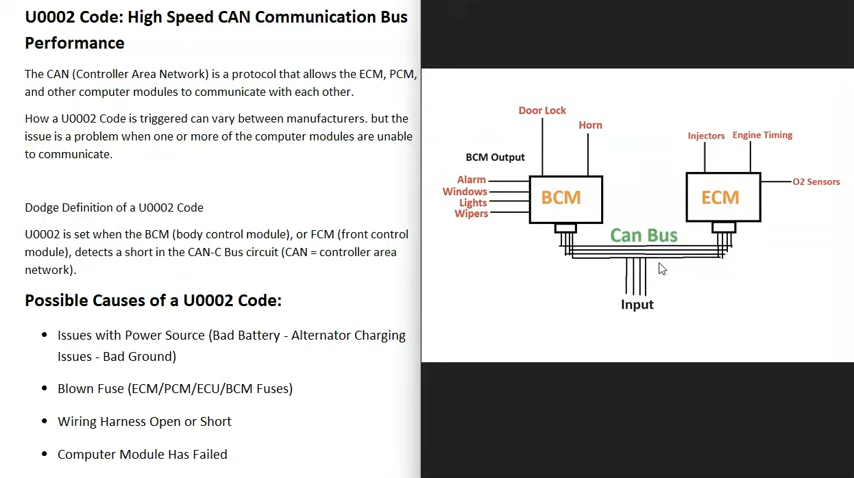 U0002 Code: High Speed CAN Communication Bus
Performance
The CAN (Controller Area Network) is a protocol that allows the ECM, PCM,
and other computer modules to communicate with each other.
How a U0002 Code is triggered can vary between manufacturers. but the
issue is a problem when one or more of the computer modules are unable
to communicate.
Dodge Definition of a U0002 Code
U0002 is set when the BCM (body control module), or FCM (front control
module), detects a short in the CAN-C Bus circuit (CAN = controller area
network).
Possible Causes of a U0002 Code:
• Issues with Power Source (Bad Battery - Alternator Charging
Issues - Bad Ground)
• Blown Fuse (ECM/PCM/ECU/BCM Fuses)
• Wiring Harness Open or Short
• Computer Module Has Failed
Door Lock
Horn
BCM Output
Alarm
Windows
Lights
Wipers
BCM
Injectors
Engine Timing
O2 Sensors
ECM
Can Bus
Input